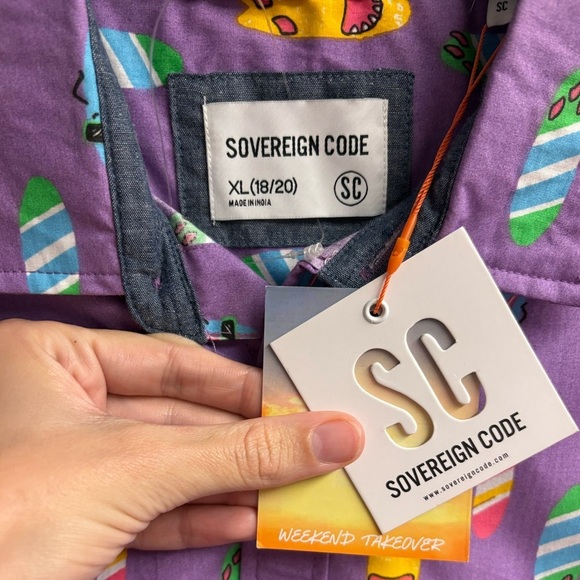 SC
SOVEREIGN CODE
XL(18/20)
SC
MADE IN INDIA
SC
SOVEREIGN CODE
www.sovereigncode.com
WEEKEND TAKEOVER